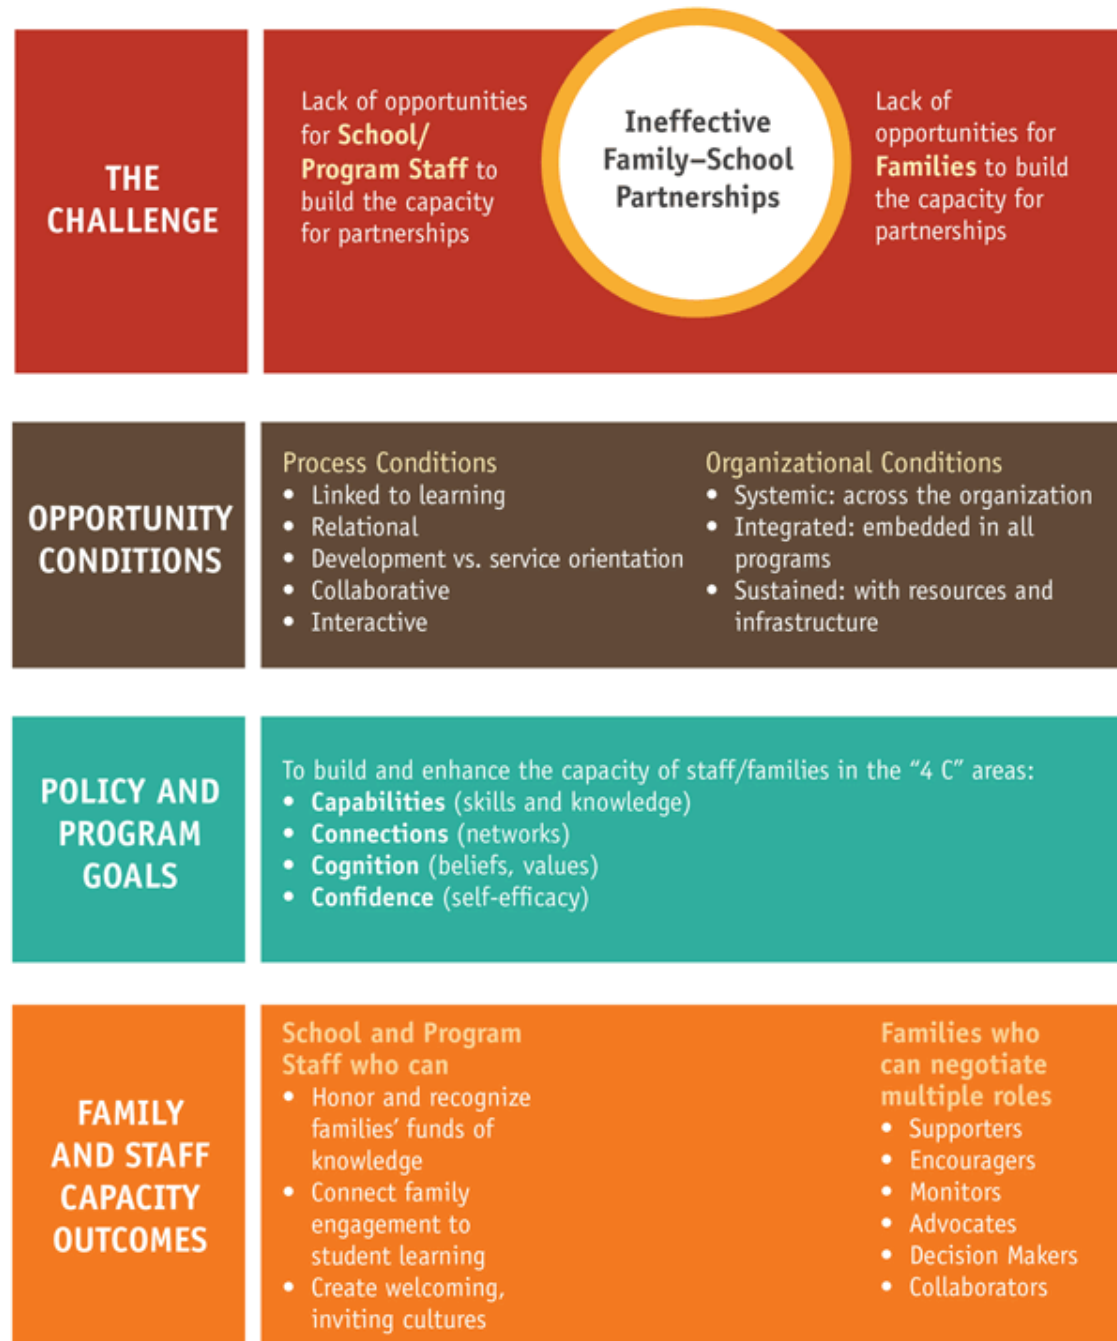 THE
CHALLENGE
Lack of opportunities
for School/
Program Staff to
build the capacity
for partnerships
Ineffective
Family–School
Partnerships
Lack of
opportunities for
Families to build
the capacity for
partnerships
OPPORTUNITY
CONDITIONS
Process Conditions
• Linked to learning
• Relational
• Development vs. service orientation
• Collaborative
• Interactive
Organizational Conditions
• Systemic: across the organization
• Integrated: embedded in all
programs
• Sustained: with resources and
infrastructure
POLICY AND
PROGRAM
GOALS
To build and enhance the capacity of staff/families in the “4 C” areas:
• Capabilities (skills and knowledge)
• Connections (networks)
• Cognition (beliefs, values)
• Confidence (self-efficacy)
FAMILY
AND STAFF
CAPACITY
OUTCOMES
School and Program
Staff who can
• Honor and recognize
families’ funds of
knowledge
• Connect family
engagement to
student learning
• Create welcoming,
inviting cultures
Families who
can negotiate
multiple roles
• Supporters
• Encouragers
• Monitors
• Advocates
• Decision Makers
• Collaborators